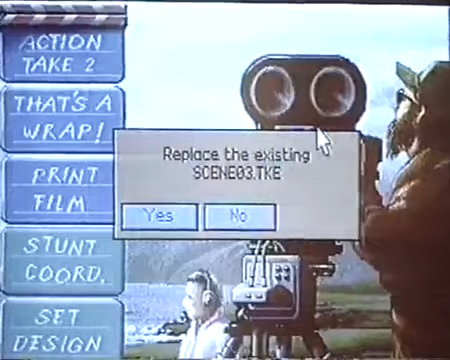 ACTION
TAKE 2
THAT'S A
WRAP!
PRINT
FILM
STUNT
COORD.
SET
DESIGN
Replace the existing
SCENE03.TKE
Yes
No